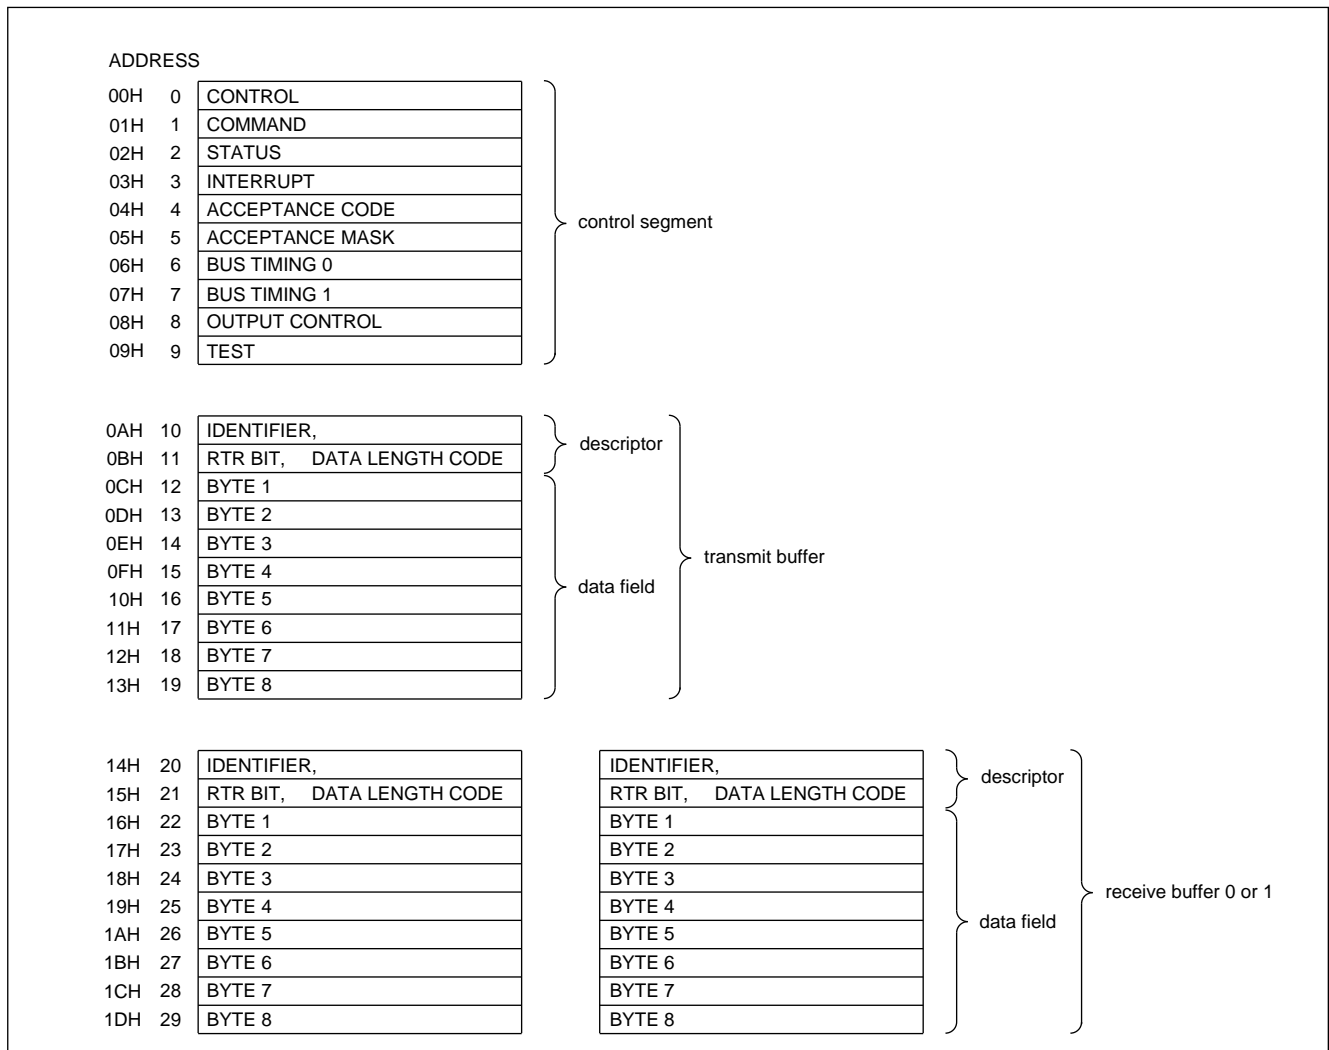 ADDRESS
00H 0 CONTROL
01H 1 COMMAND
02H 2 STATUS
03H 3 INTERRUPT
04H 4 ACCEPTANCE CODE
05H 5 ACCEPTANCE MASK
06H 6 BUS TIMING 0
07H 7 BUS TIMING 1
08H 8 OUTPUT CONTROL
09H 9 TEST
control segment
0AH 10 IDENTIFIER,
0BH 11 RTR BIT, DATA LENGTH CODE
0CH 12 BYTE 1
0DH 13 BYTE 2
0EH 14 BYTE 3
0FH 15 BYTE 4
10H 16 BYTE 5
11H 17 BYTE 6
12H 18 BYTE 7
13H 19 BYTE 8
descriptor
data field
transmit buffer
14H 20 IDENTIFIER, IDENTIFIER,
15H 21 RTR BIT, DATA LENGTH CODE RTR BIT, DATA LENGTH CODE
16H 22 BYTE 1 BYTE 1
17H 23 BYTE 2 BYTE 2
18H 24 BYTE 3 BYTE 3
19H 25 BYTE 4 BYTE 4
1AH 26 BYTE 5 BYTE 5
1BH 27 BYTE 6 BYTE 6
1CH 28 BYTE 7 BYTE 7
1DH 29 BYTE 8 BYTE 8
descriptor
data field
receive buffer 0 or 1